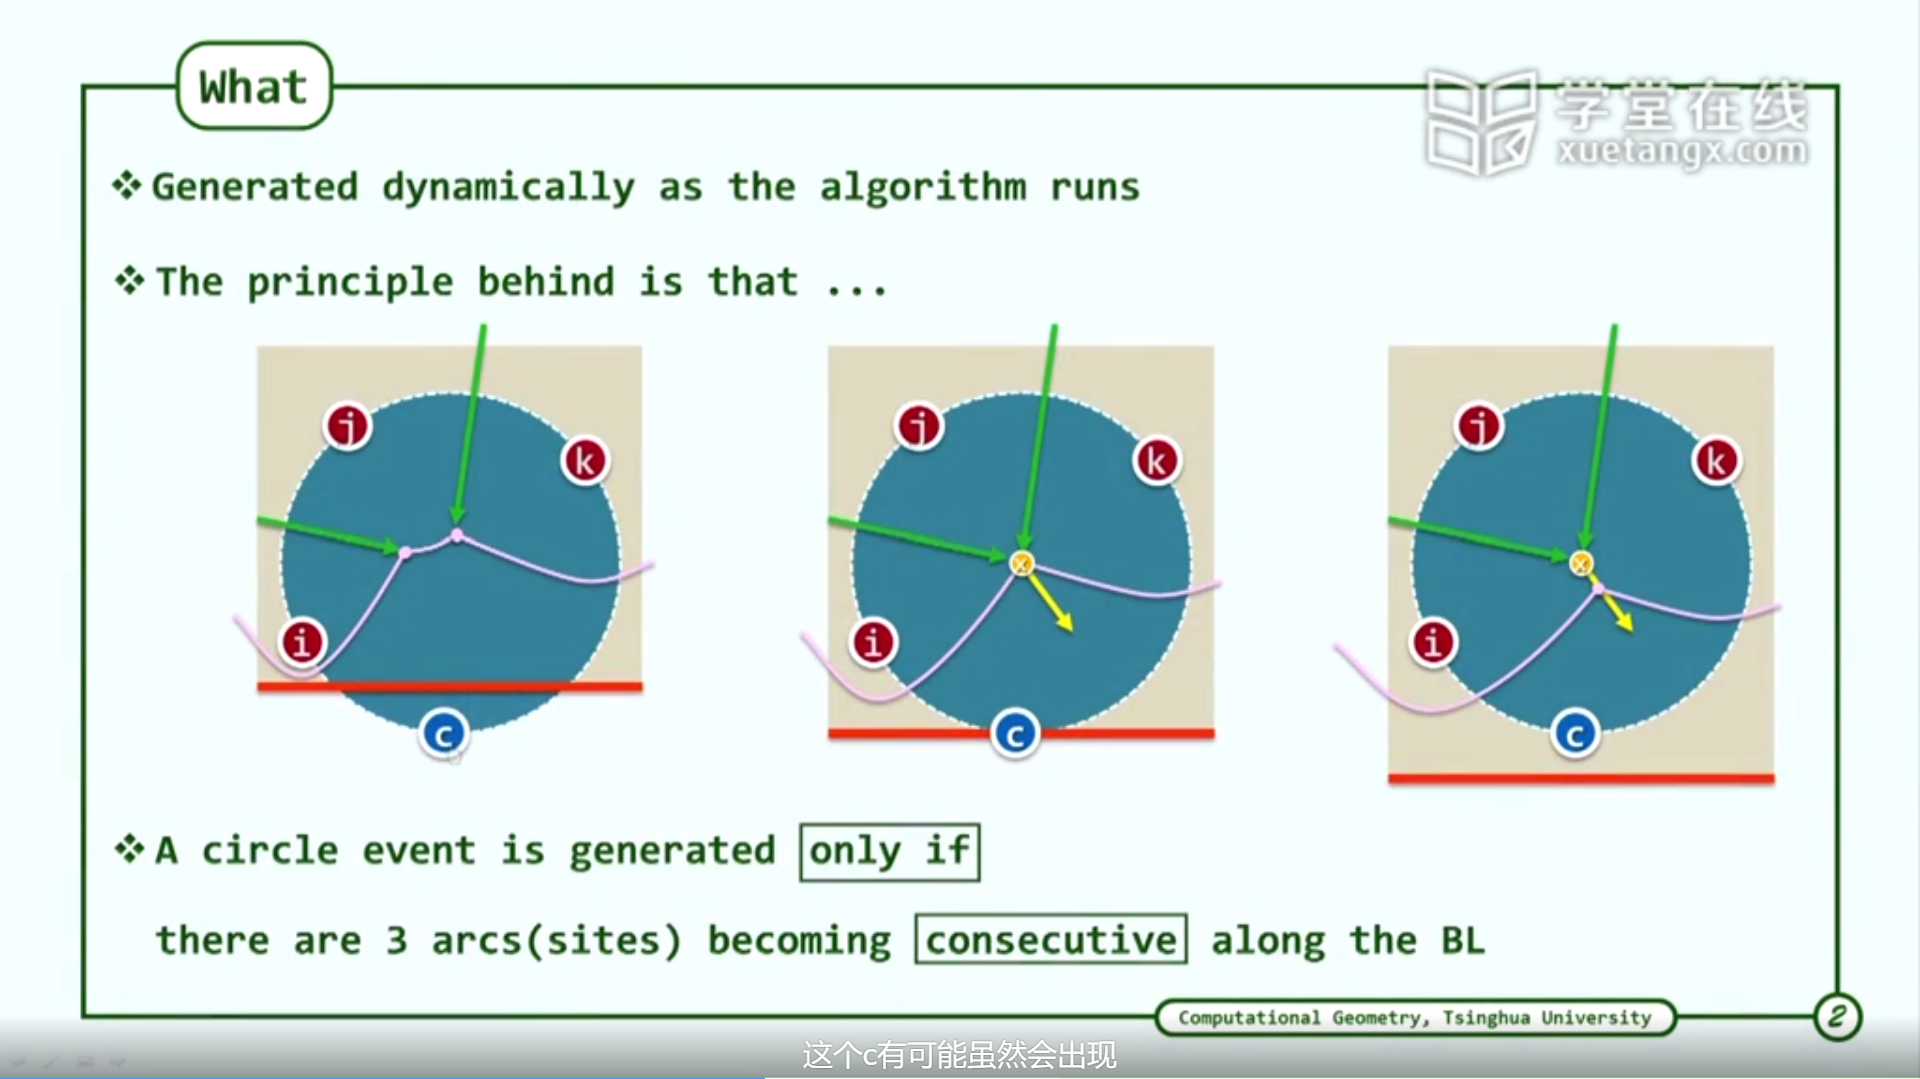 What
学堂在线
xuetangx.com
❖Generated dynamically as the algorithm runs
❖The principle behind is that ...
j
k
i
c
j
k
x
i
c
j
k
x
i
c
❖A circle event is generated only if
there are 3 arcs(sites) becoming consecutive along the BL
Computational Geometry, Tsinghua University
2
这个c有可能虽然会出现